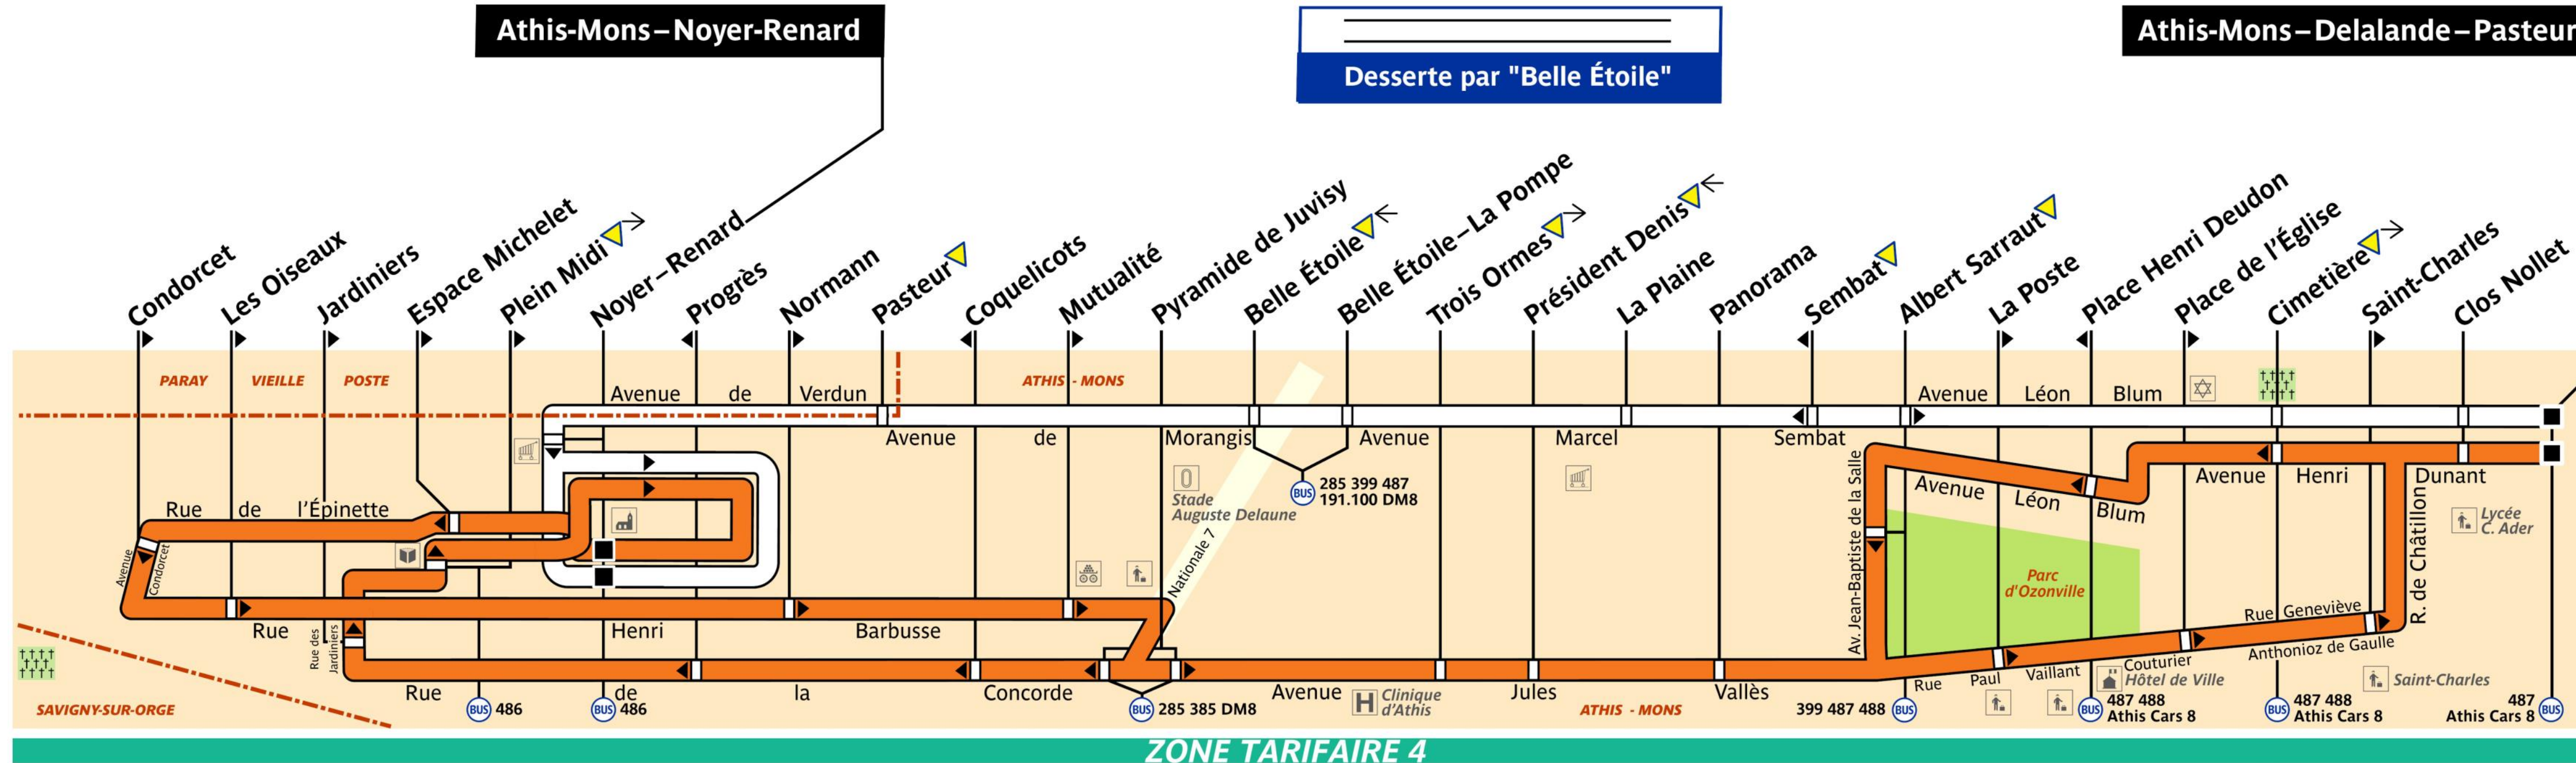 Athis-Mons – Noyer-Renard
Desserte par "Belle Étoile"
Athis-Mons – Delalande – Pasteur
Condorcet
Les Oiseaux
Jardiniers
Espace Michelet
Plein Midi
Noyer – Renard
Progrès
Normann
Pasteur
Coquelicots
Mutualité
Pyramide de Juvisy
Belle Étoile
Belle Étoile – La Pompe
Trois Ormes
Président Denis
La Plaine
Panorama
Sembat
Albert Sarraut
La Poste
Place Henri Deudon
Place de l'Église
Cimetière
Saint-Charles
Clos Nollet
PARAY VIEILLE POSTE
ATHIS - MONS
Avenue de Verdun
Avenue Léon Blum
Avenue de Morangis
Avenue Marcel Sembat
Stade
Auguste Delaune
BUS
285 399 487
191.100 DM8
Nationale 7
Av. Jean-Baptiste de la Salle
Avenue Léon Blum
Avenue Henri Dunant
R. de Châtillon
Lycée
C. Ader
Rue de l'Épinette
Avenue
Condorcet
Parc
d'Ozonville
Rue Henri Barbusse
Rue des
Jardiniers
Rue Geneviève
Anthonioz de Gaulle
Rue de la Concorde
Avenue Jules Vallès
Rue Paul Vaillant Couturier
H Clinique
d'Athis
Hôtel de Ville
Saint-Charles
SAVIGNY-SUR-ORGE
BUS 486
BUS 486
BUS 285 385 DM8
ATHIS - MONS
399 487 488 BUS
BUS 487 488
Athis Cars 8
BUS 487 488
Athis Cars 8
487
Athis Cars 8 BUS
ZONE TARIFAIRE 4